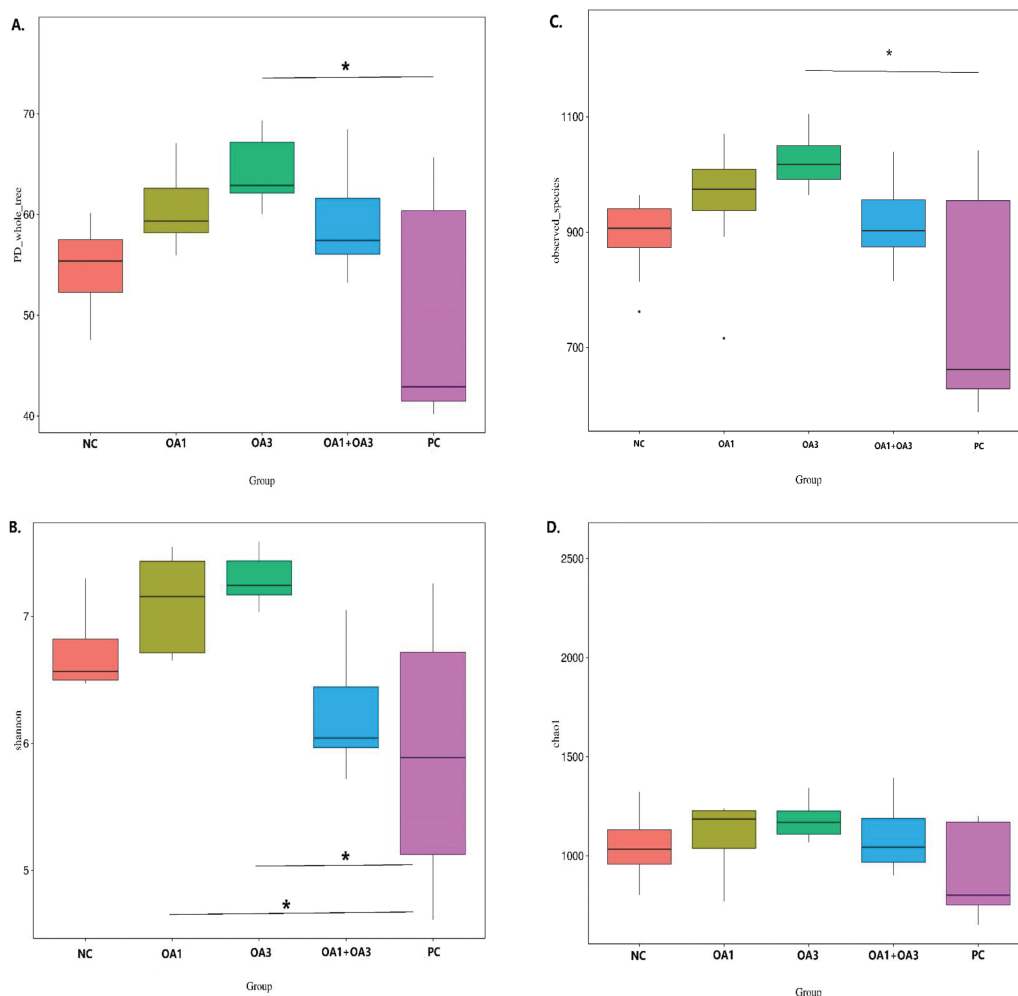 A.
*
70
60
50
40
PD_whole_tree
NC OA1 OA3 OA1+OA3 PC
Group
C.
*
1100
900
700
observed_species
NC OA1 OA3 OA1+OA3 PC
Group
B.
7
6
5
shannon
*
*
NC OA1 OA3 OA1+OA3 PC
Group
D.
2500
2000
1500
1000
chao1
NC OA1 OA3 OA1+OA3 PC
Group